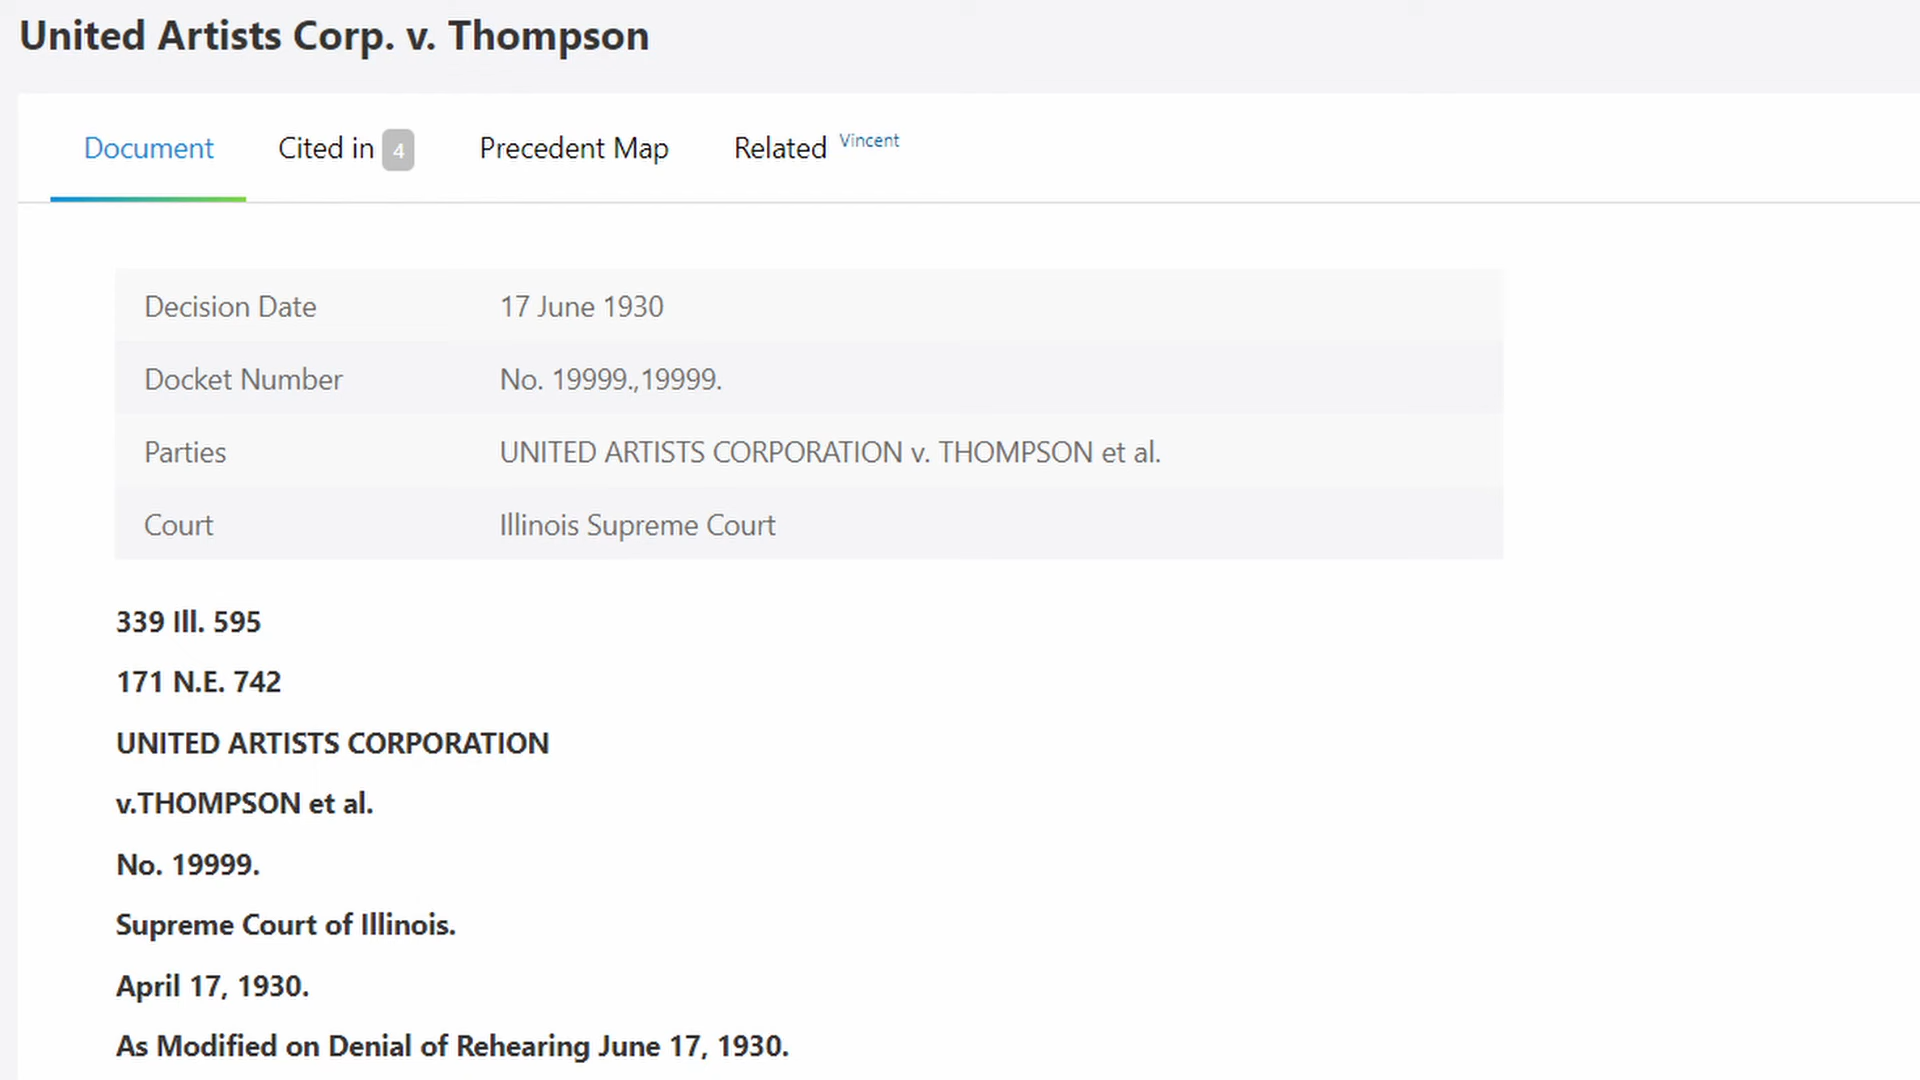 United Artists Corp. v. Thompson
Document Cited in 4 Precedent Map Related Vincent
Decision Date 17 June 1930
Docket Number No. 19999.,19999.
Parties UNITED ARTISTS CORPORATION v. THOMPSON et al.
Court Illinois Supreme Court
339 Ill. 595
171 N.E. 742
UNITED ARTISTS CORPORATION
v.THOMPSON et al.
No. 19999.
Supreme Court of Illinois.
April 17, 1930.
As Modified on Denial of Rehearing June 17, 1930.